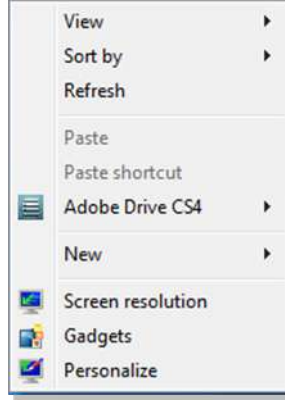 View
Sort by
Refresh
Paste
Paste shortcut
Adobe Drive CS4
New
Screen resolution
Gadgets
Personalize